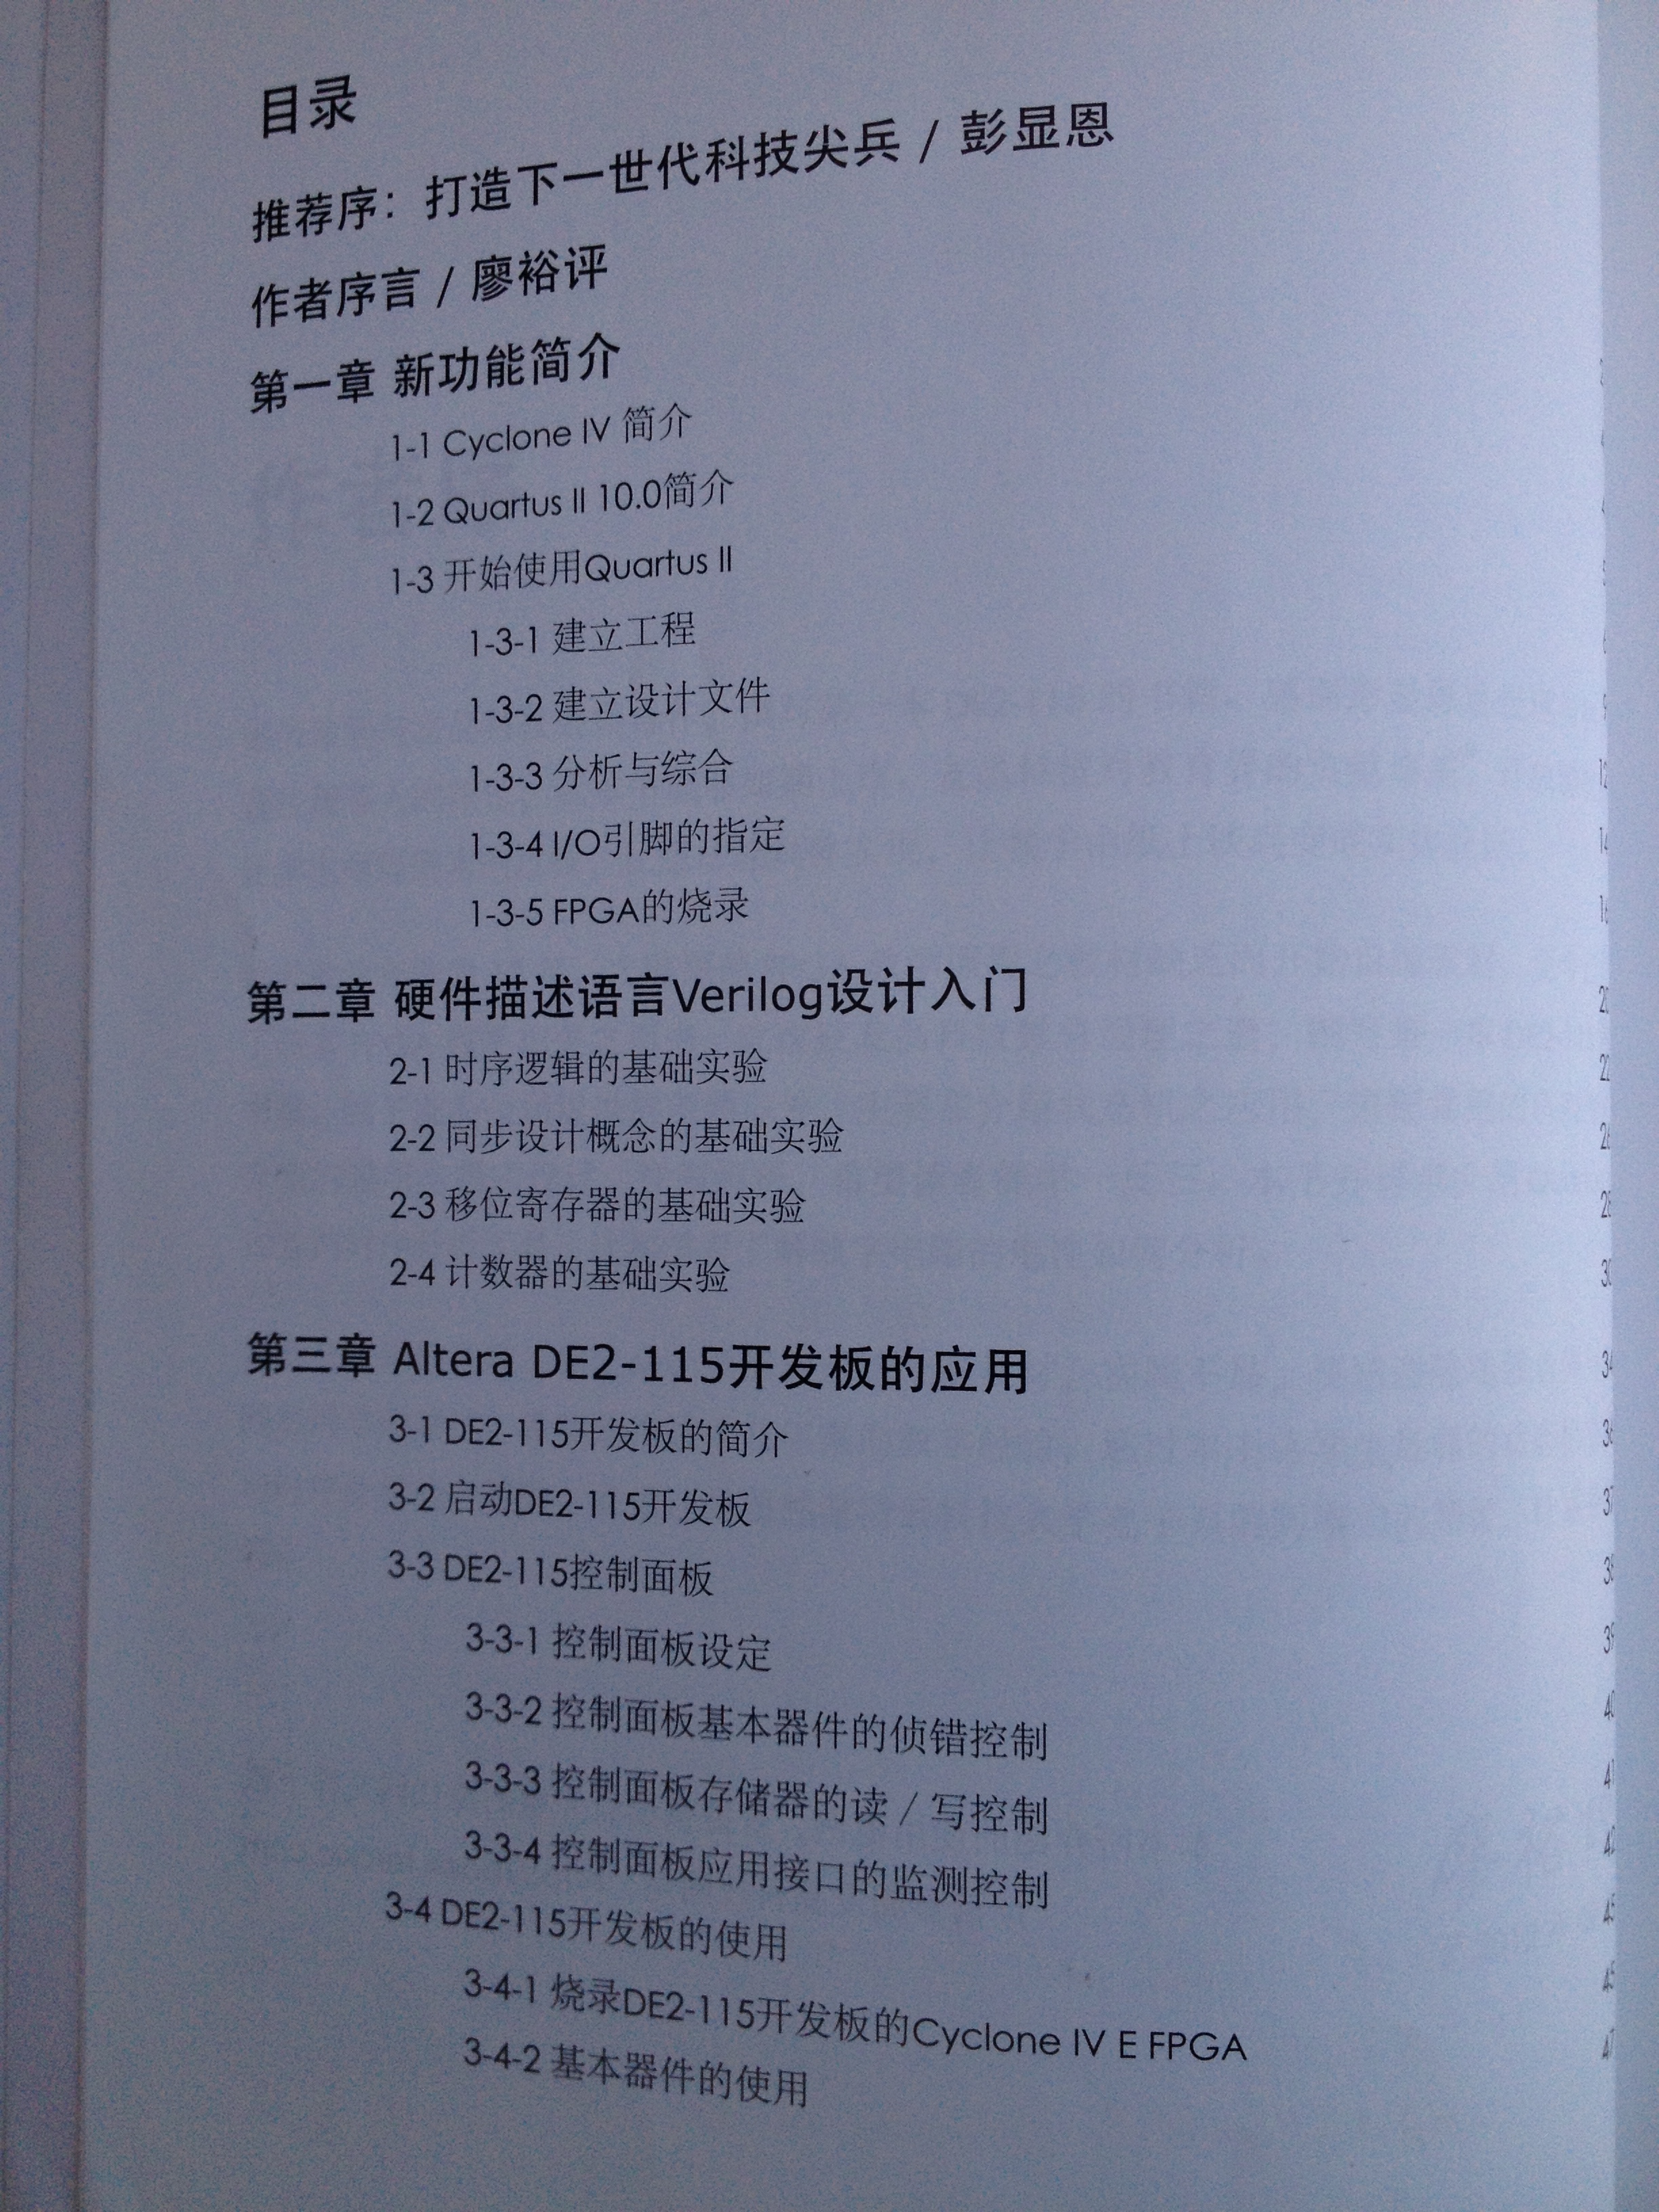 目录
推荐序：打造下一世代科技尖兵 / 彭显恩
作者序言 / 廖裕评
第一章 新功能简介
1-1 Cyclone IV 简介
1-2 Quartus II 10.0简介
1-3 开始使用Quartus II
1-3-1 建立工程
1-3-2 建立设计文件
1-3-3 分析与综合
1-3-4 I/O引脚的指定
1-3-5 FPGA的烧录
第二章 硬件描述语言Verilog设计入门
2-1 时序逻辑的基础实验
2-2 同步设计概念的基础实验
2-3 移位寄存器的基础实验
2-4 计数器的基础实验
第三章 Altera DE2-115开发板的应用
3-1 DE2-115开发板的简介
3-2 启动DE2-115开发板
3-3 DE2-115控制面板
3-3-1 控制面板设定
3-3-2 控制面板基本器件的侦错控制
3-3-3 控制面板存储器的读 / 写控制
3-3-4 控制面板应用接口的监测控制
3-4 DE2-115开发板的使用
3-4-1 烧录DE2-115开发板的Cyclone IV E FPGA
3-4-2 基本器件的使用